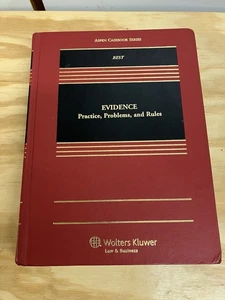 ASPEN CASEBOOK SERIES
BEST
EVIDENCE
Practice, Problems, and Rules
Wolters Kluwer
Law & Business